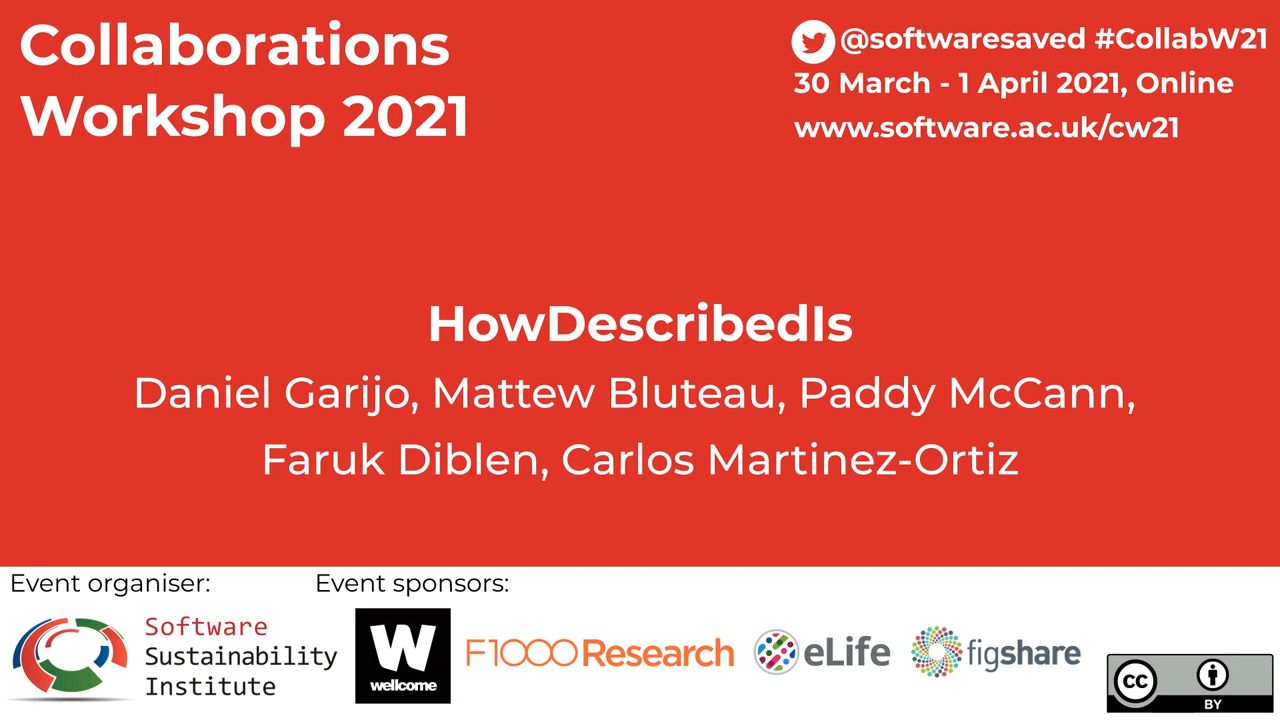 Collaborations
Workshop 2021
@softwaresaved #CollabW21
30 March - 1 April 2021, Online
www.software.ac.uk/cw21
HowDescribedIs
Daniel Garijo, Mattew Bluteau, Paddy McCann,
Faruk Diblen, Carlos Martinez-Ortiz
Event organiser:
Event sponsors:
Software
Sustainability
Institute
W
wellcome
F1000Research
eLife
figshare
cc
BY